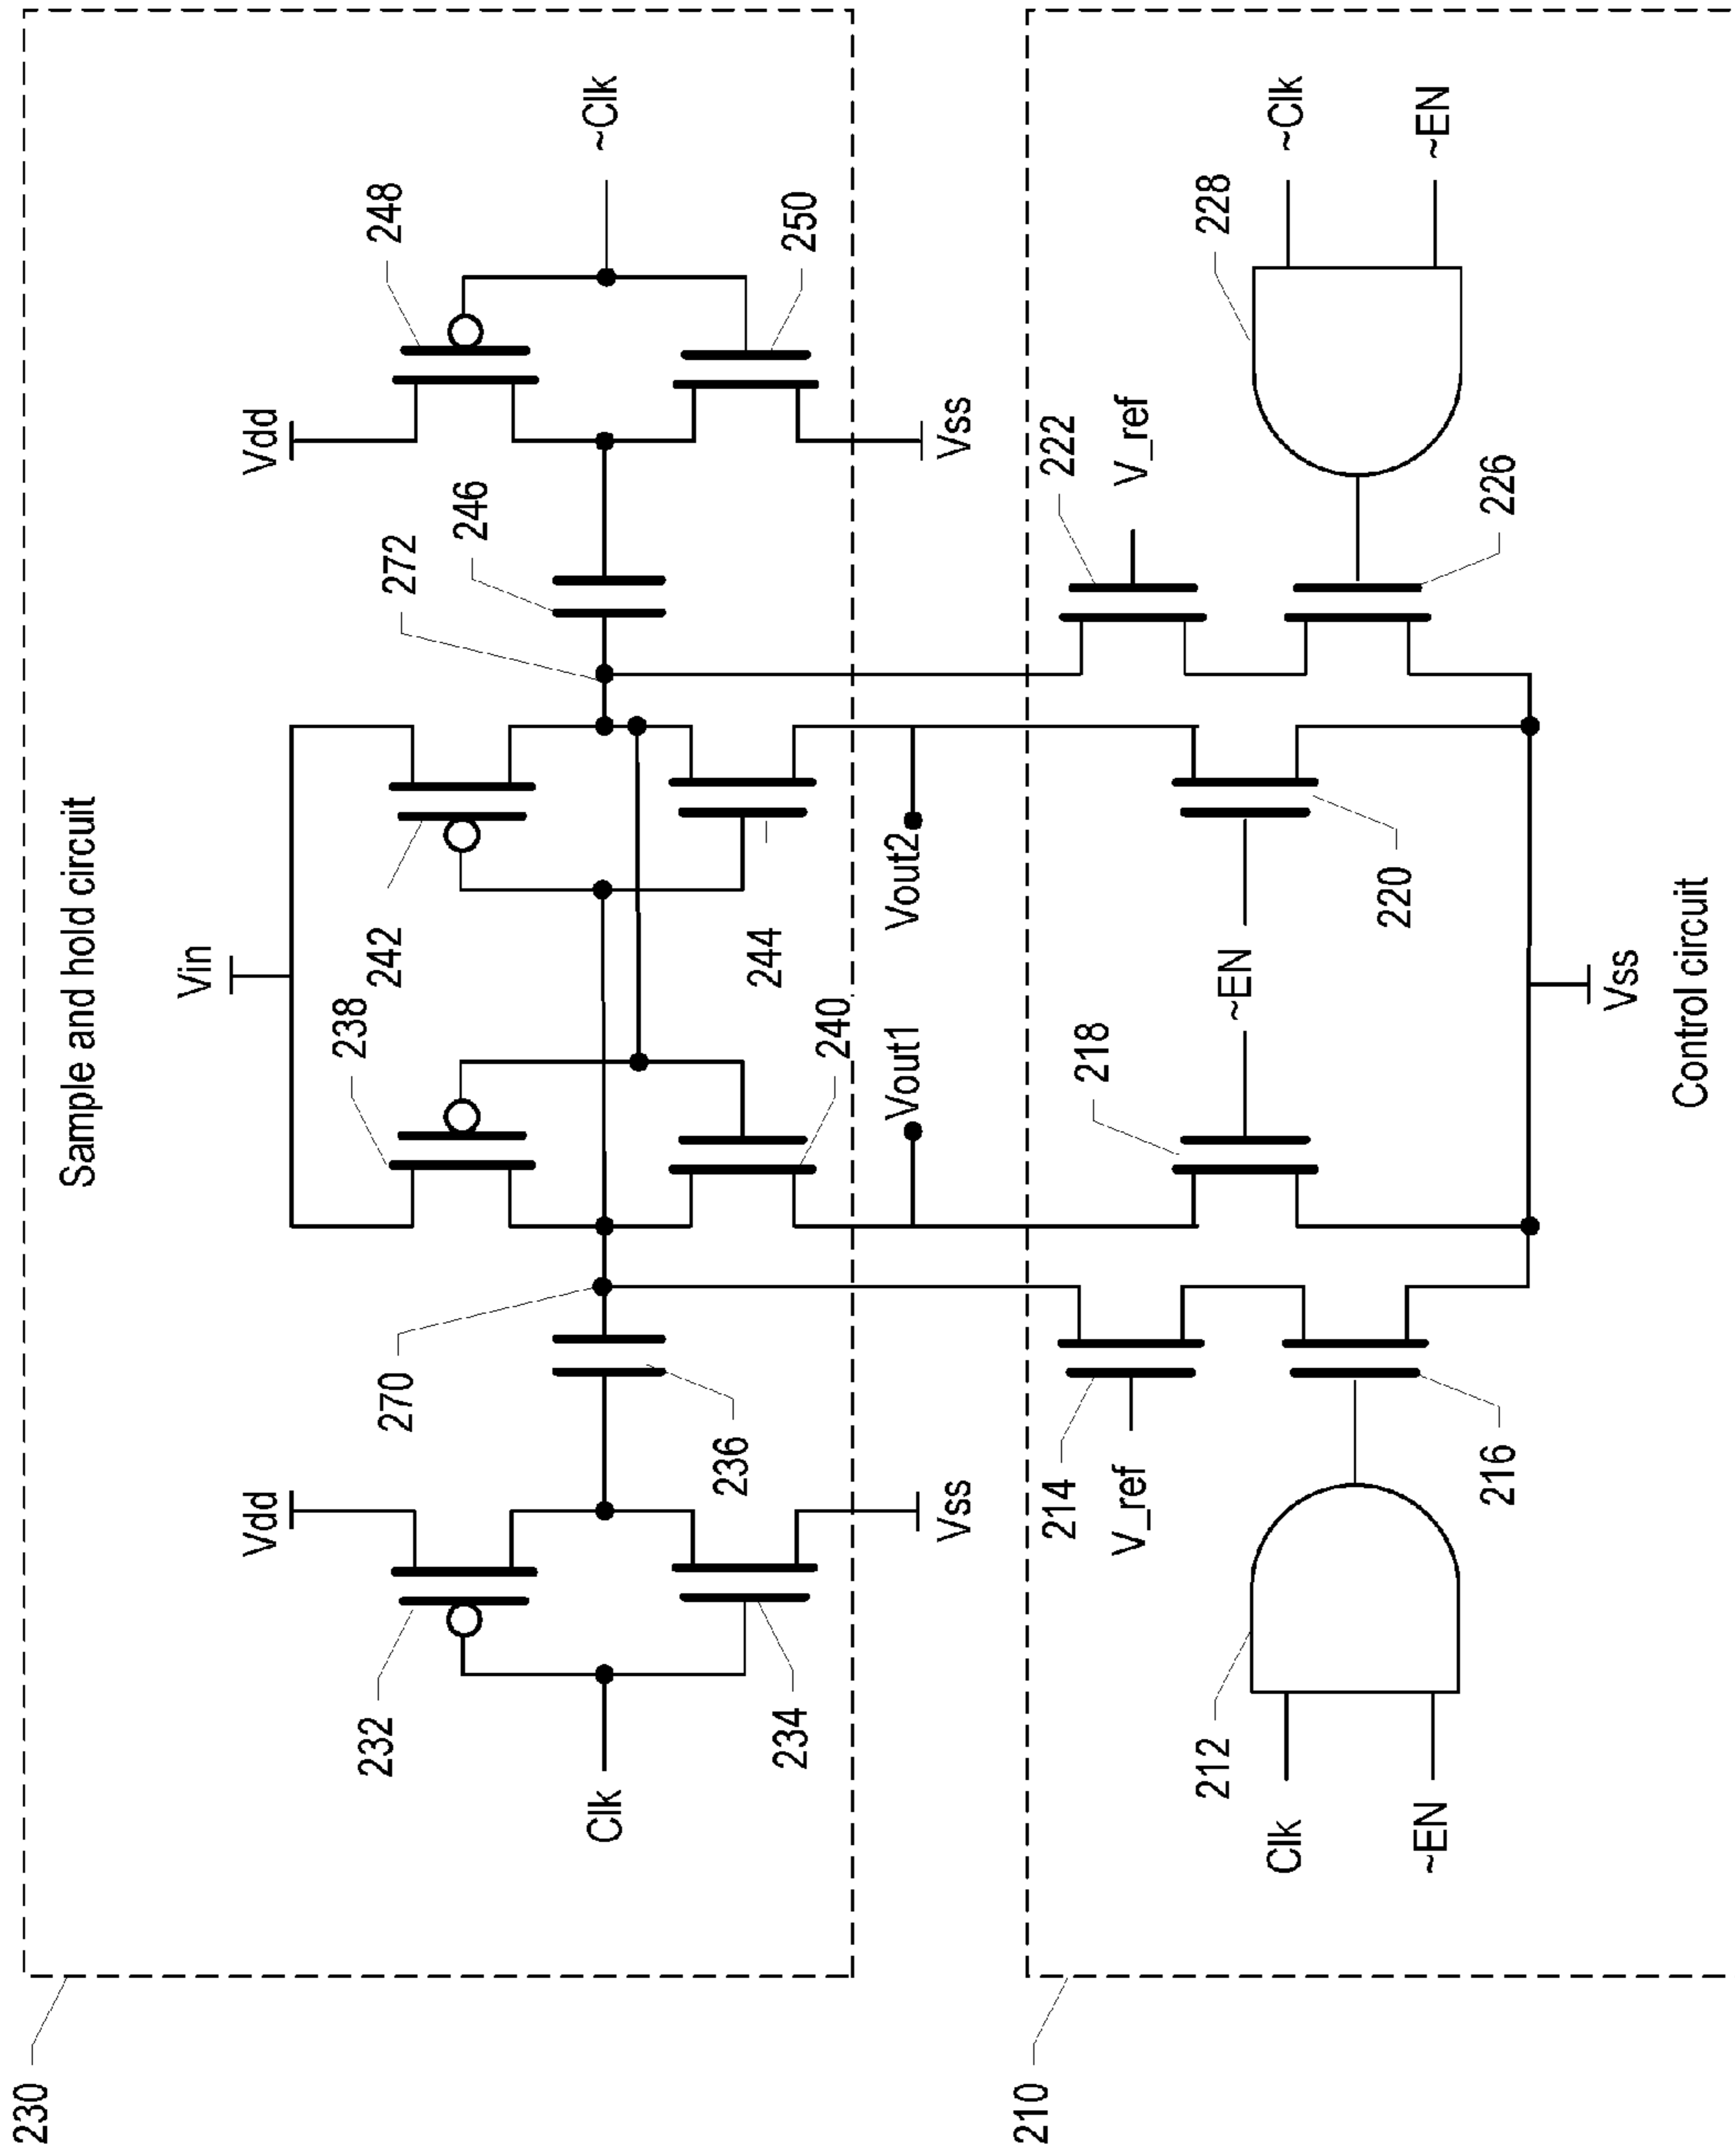 230
Sample and hold circuit
Vin
Vdd
Vdd
232
238
242
248
270
272
246
Clk
~Clk
234
236
240
244
250
Vss
Vout1
Vout2
Vss
210
214
V_ref
222
V_ref
212
218
~EN
228
Clk
~Clk
220
~EN
216
226
~EN
Vss
Control circuit